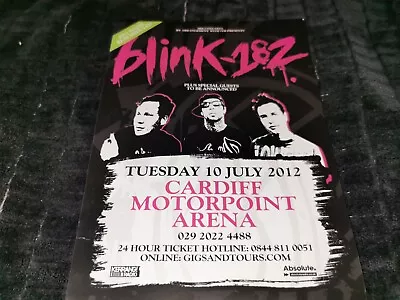 blink-182
PLUS SPECIAL GUESTS
TO BE ANNOUNCED
TUESDAY 10 JULY 2012
CARDIFF
MOTORPOINT
ARENA
029 2022 4488
24 HOUR TICKET HOTLINE: 0844 811 0051
ONLINE: GIGSANDTOURS.COM
KERRANG!
Absolute.